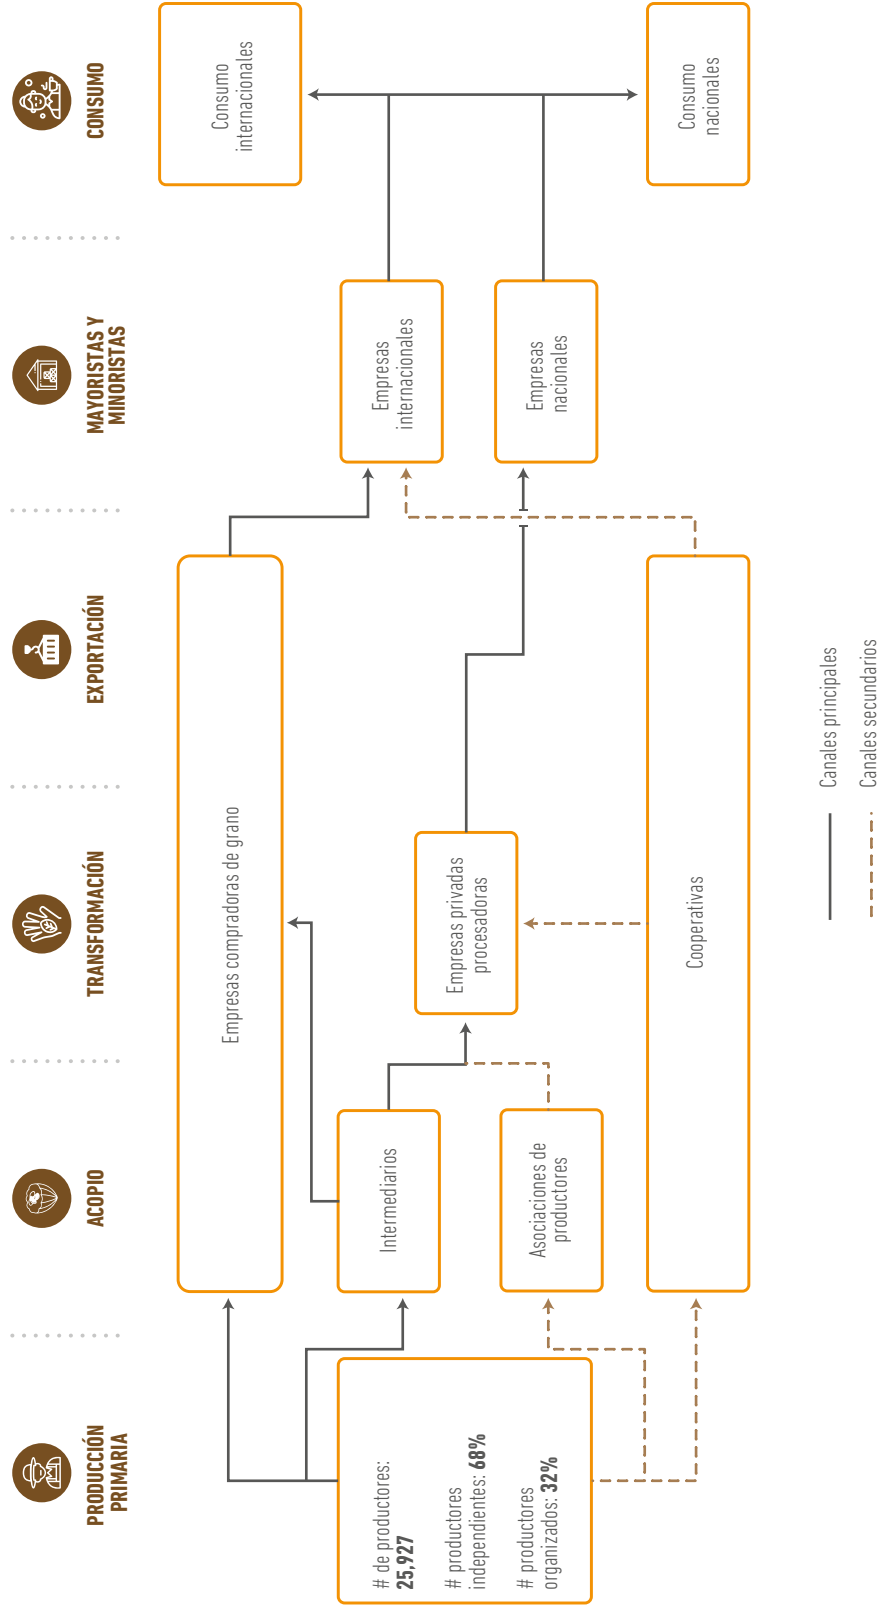 PRODUCCIÓN
PRIMARIA
ACOPIO
TRANSFORMACIÓN
EXPORTACIÓN
MAYORISTAS Y
MINORISTAS
CONSUMO
# de productores:
25,927
# productores
independientes: 68%
# productores
organizados: 32%
Empresas compradoras de grano
Intermediarios
Asociaciones de
productores
Cooperativas
Empresas privadas
procesadoras
Empresas
internacionales
Empresas
nacionales
Consumo
internacionales
Consumo
nacionales
Canales principales
Canales secundarios